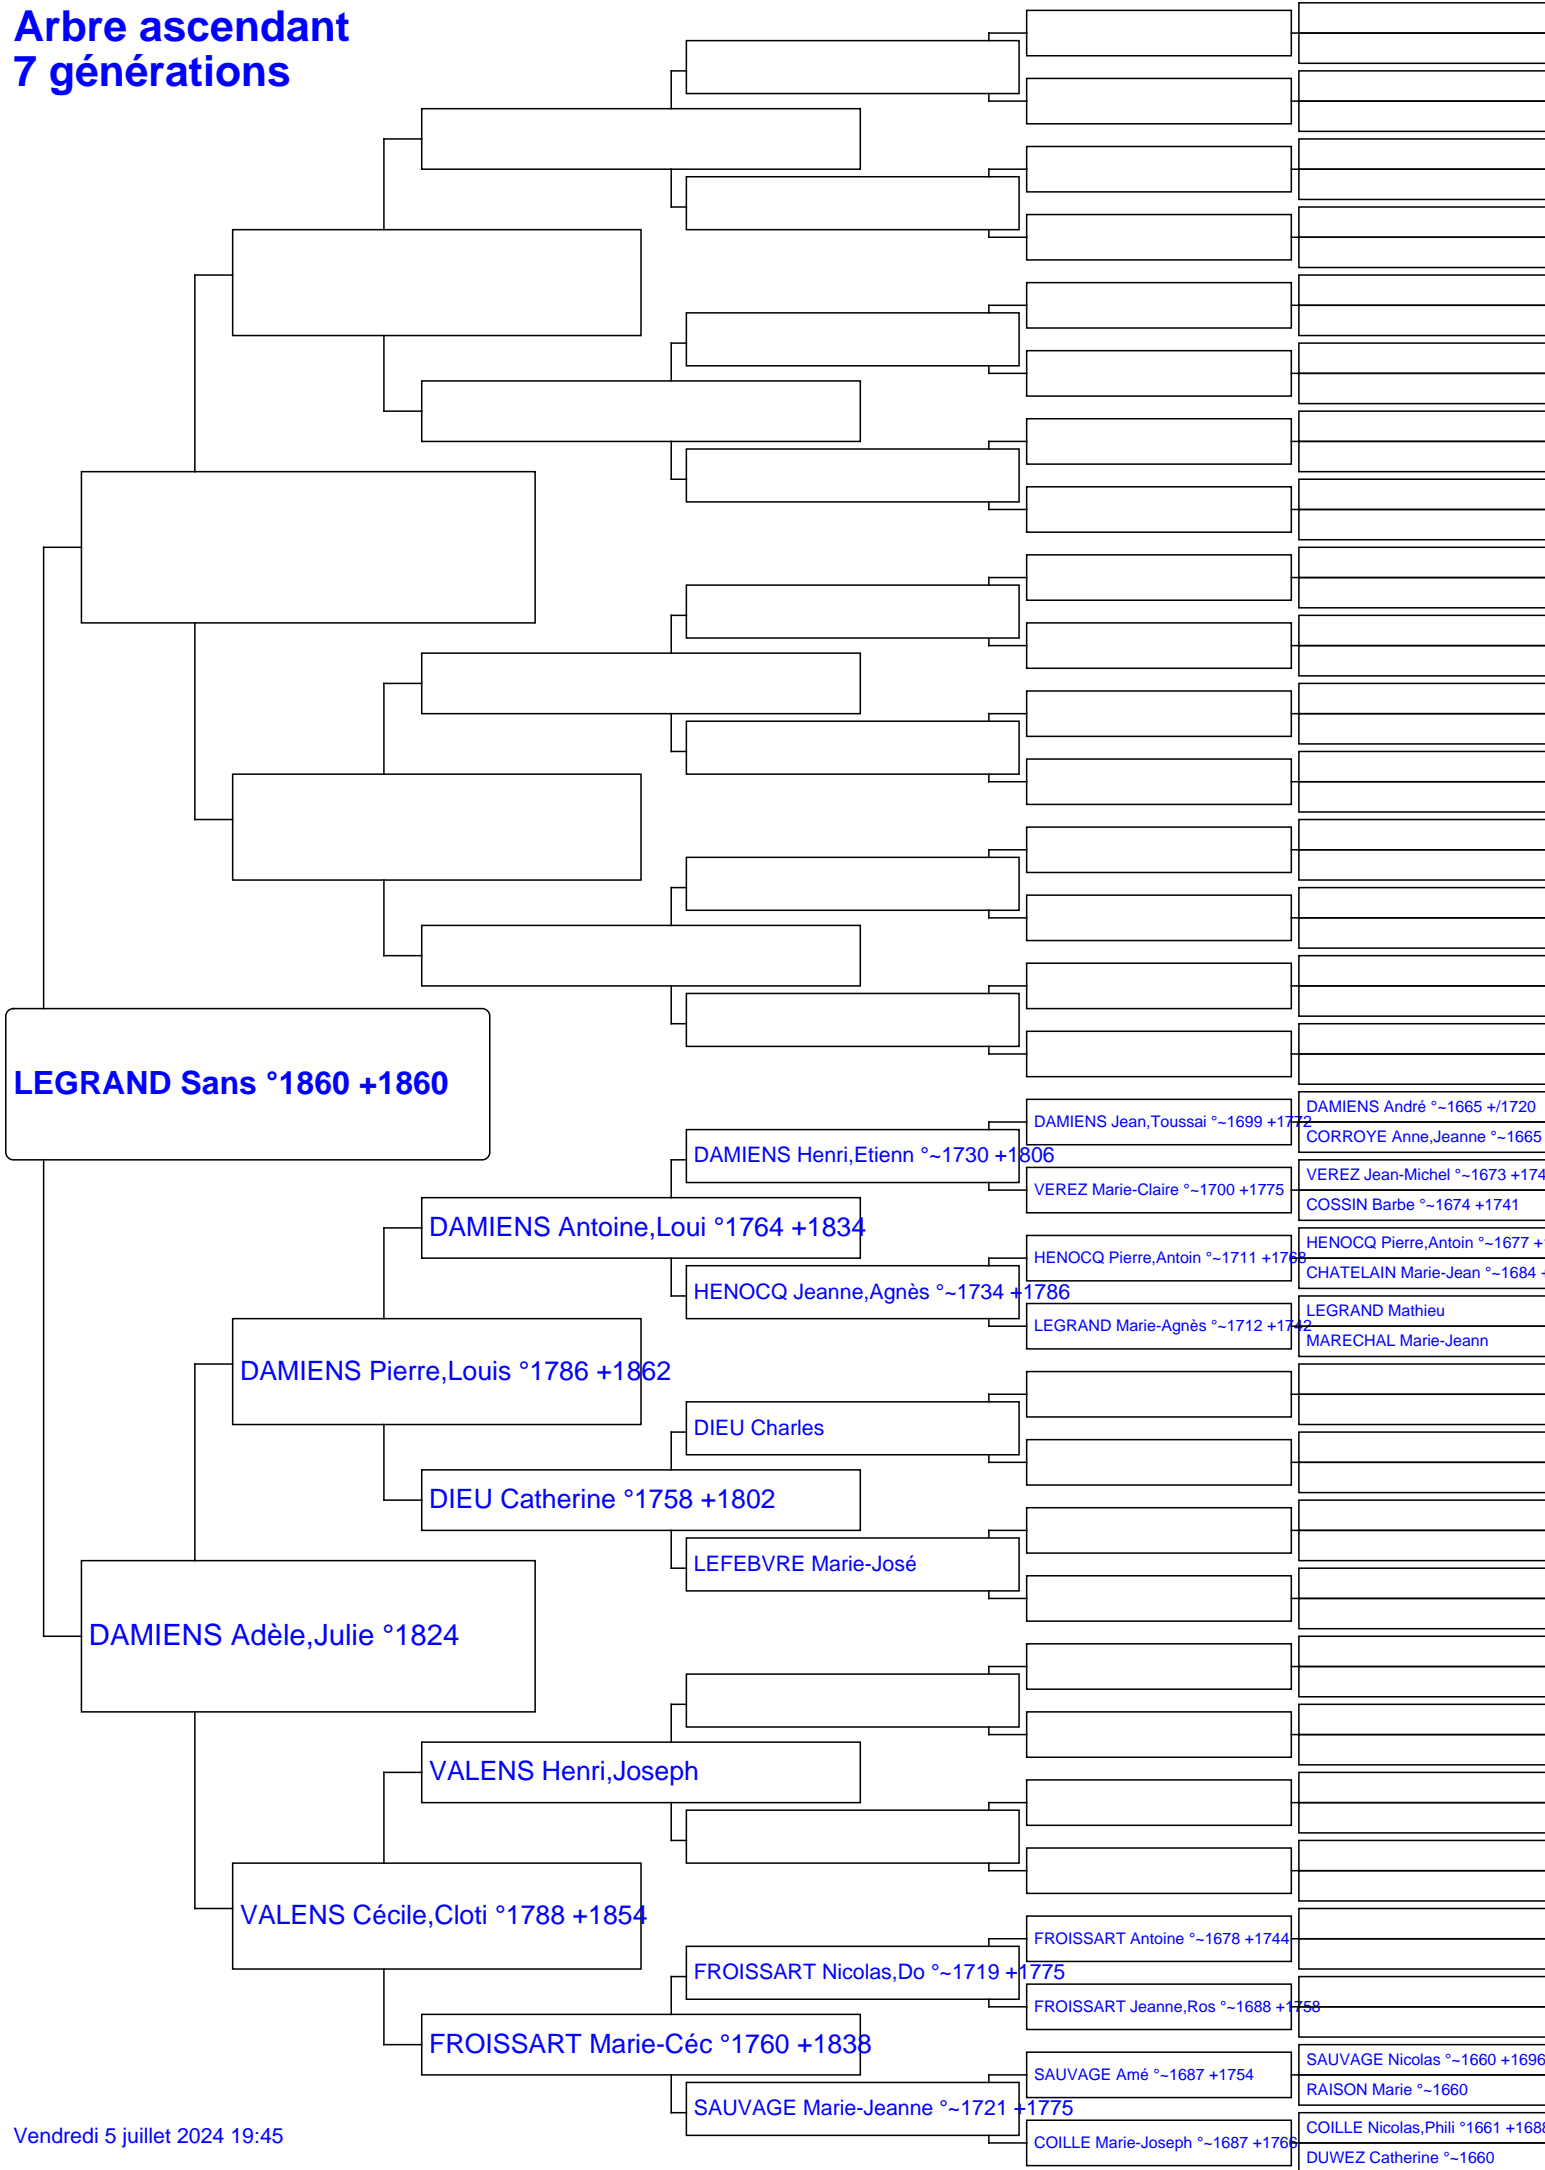 Arbre ascendant
7 générations
LEGRAND Sans °1860 +1860
DAMIENS Adèle,Julie °1824
DAMIENS Pierre,Louis °1786 +1862
VALENS Cécile,Cloti °1788 +1854
DAMIENS Antoine,Loui °1764 +1834
DIEU Catherine °1758 +1802
VALENS Henri,Joseph
FROISSART Marie-Céc °1760 +1838
DAMIENS Henri,Etienn °~1730 +1806
HENOCQ Jeanne,Agnès °~1734 +1786
DIEU Charles
LEFEBVRE Marie-José
FROISSART Nicolas,Do °~1719 +1775
SAUVAGE Marie-Jeanne °~1721 +1775
DAMIENS Jean,Toussai °~1699 +1772
VEREZ Marie-Claire °~1700 +1775
HENOCQ Pierre,Antoin °~1711 +1768
LEGRAND Marie-Agnès °~1712 +1742
FROISSART Antoine °~1678 +1744
FROISSART Jeanne,Ros °~1688 +1758
SAUVAGE Amé °~1687 +1754
COILLE Marie-Joseph °~1687 +1766
DAMIENS André °~1665 +/1720
CORROYE Anne,Jeanne °~1665
VEREZ Jean-Michel °~1673 +174
COSSIN Barbe °~1674 +1741
HENOCQ Pierre,Antoin °~1677 +
CHATELAIN Marie-Jean °~1684 +
LEGRAND Mathieu
MARECHAL Marie-Jeann
SAUVAGE Nicolas °~1660 +1696
RAISON Marie °~1660
COILLE Nicolas,Phili °1661 +1688
DUWEZ Catherine °~1660
Vendredi 5 juillet 2024 19:45